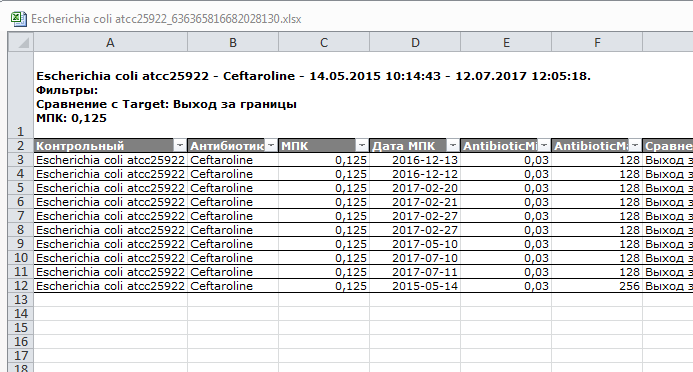 Escherichia coli atcc25922_636365816682028130.xlsx
A B C D E F
1 Escherichia coli atcc25922 - Ceftaroline - 14.05.2015 10:14:43 - 12.07.2017 12:05:18.
Фильтры:
Сравнение с Target: Выход за границы
МПК: 0,125
2 Контрольный Антибиотик МПК Дата МПК AntibioticMi AntibioticMa Сравне
3 Escherichia coli atcc25922 Ceftaroline 0,125 2016-12-13 0,03 128 Выход з
4 Escherichia coli atcc25922 Ceftaroline 0,125 2016-12-12 0,03 128 Выход з
5 Escherichia coli atcc25922 Ceftaroline 0,125 2017-02-20 0,03 128 Выход з
6 Escherichia coli atcc25922 Ceftaroline 0,125 2017-02-21 0,03 128 Выход з
7 Escherichia coli atcc25922 Ceftaroline 0,125 2017-02-27 0,03 128 Выход з
8 Escherichia coli atcc25922 Ceftaroline 0,125 2017-02-27 0,03 128 Выход з
9 Escherichia coli atcc25922 Ceftaroline 0,125 2017-05-10 0,03 128 Выход з
10 Escherichia coli atcc25922 Ceftaroline 0,125 2017-07-10 0,03 128 Выход з
11 Escherichia coli atcc25922 Ceftaroline 0,125 2017-07-11 0,03 128 Выход з
12 Escherichia coli atcc25922 Ceftaroline 0,125 2015-05-14 0,03 256 Выход з
13
14
15
16
17
18